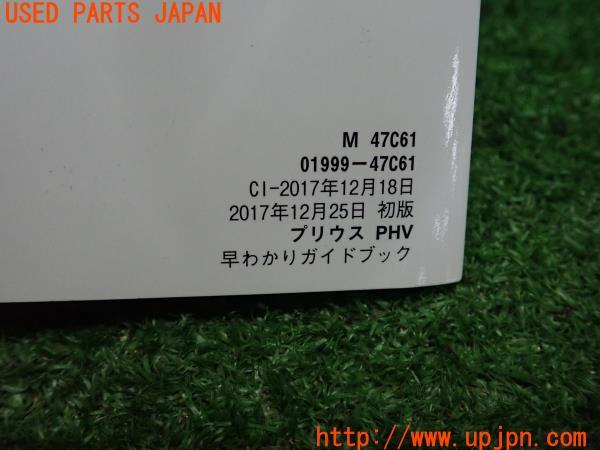 USED PARTS JAPAN
M 47C61
01999-47C61
CI-2017年12月18日
2017年12月25日 初版
プリウス PHV
早わかりガイドブック
http://www.upjpn.com